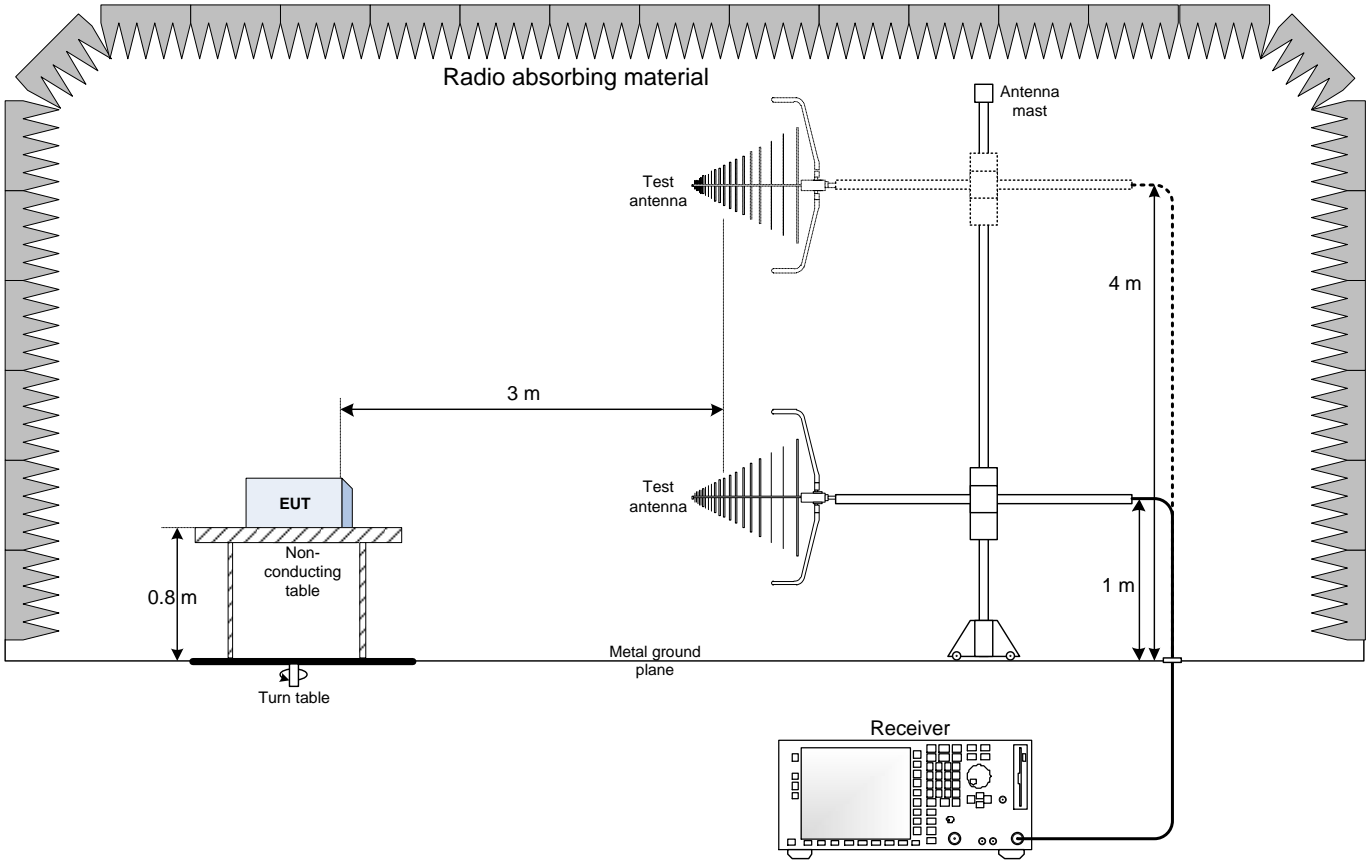 Radio absorbing material
Antenna
mast
Test
antenna
4 m
3 m
Test
antenna
EUT
Non-
conducting
table
0.8 m
1 m
Metal ground
plane
Turn table
Receiver